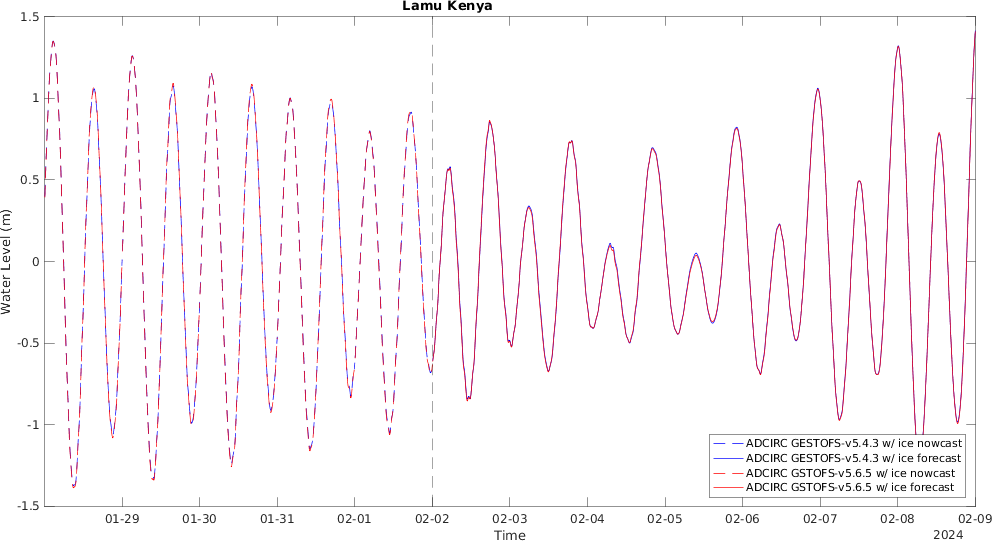 Lamu Kenya
1.5
1
0.5
0
-0.5
-1
-1.5
Water Level (m)
ADCIRC GESTOFS-v5.4.3 w/ ice nowcast
ADCIRC GESTOFS-v5.4.3 w/ ice forecast
ADCIRC GSTOFS-v5.6.5 w/ ice nowcast
ADCIRC GSTOFS-v5.6.5 w/ ice forecast
01-29 01-30 01-31 02-01 02-02 02-03 02-04 02-05 02-06 02-07 02-08 02-09
Time
2024